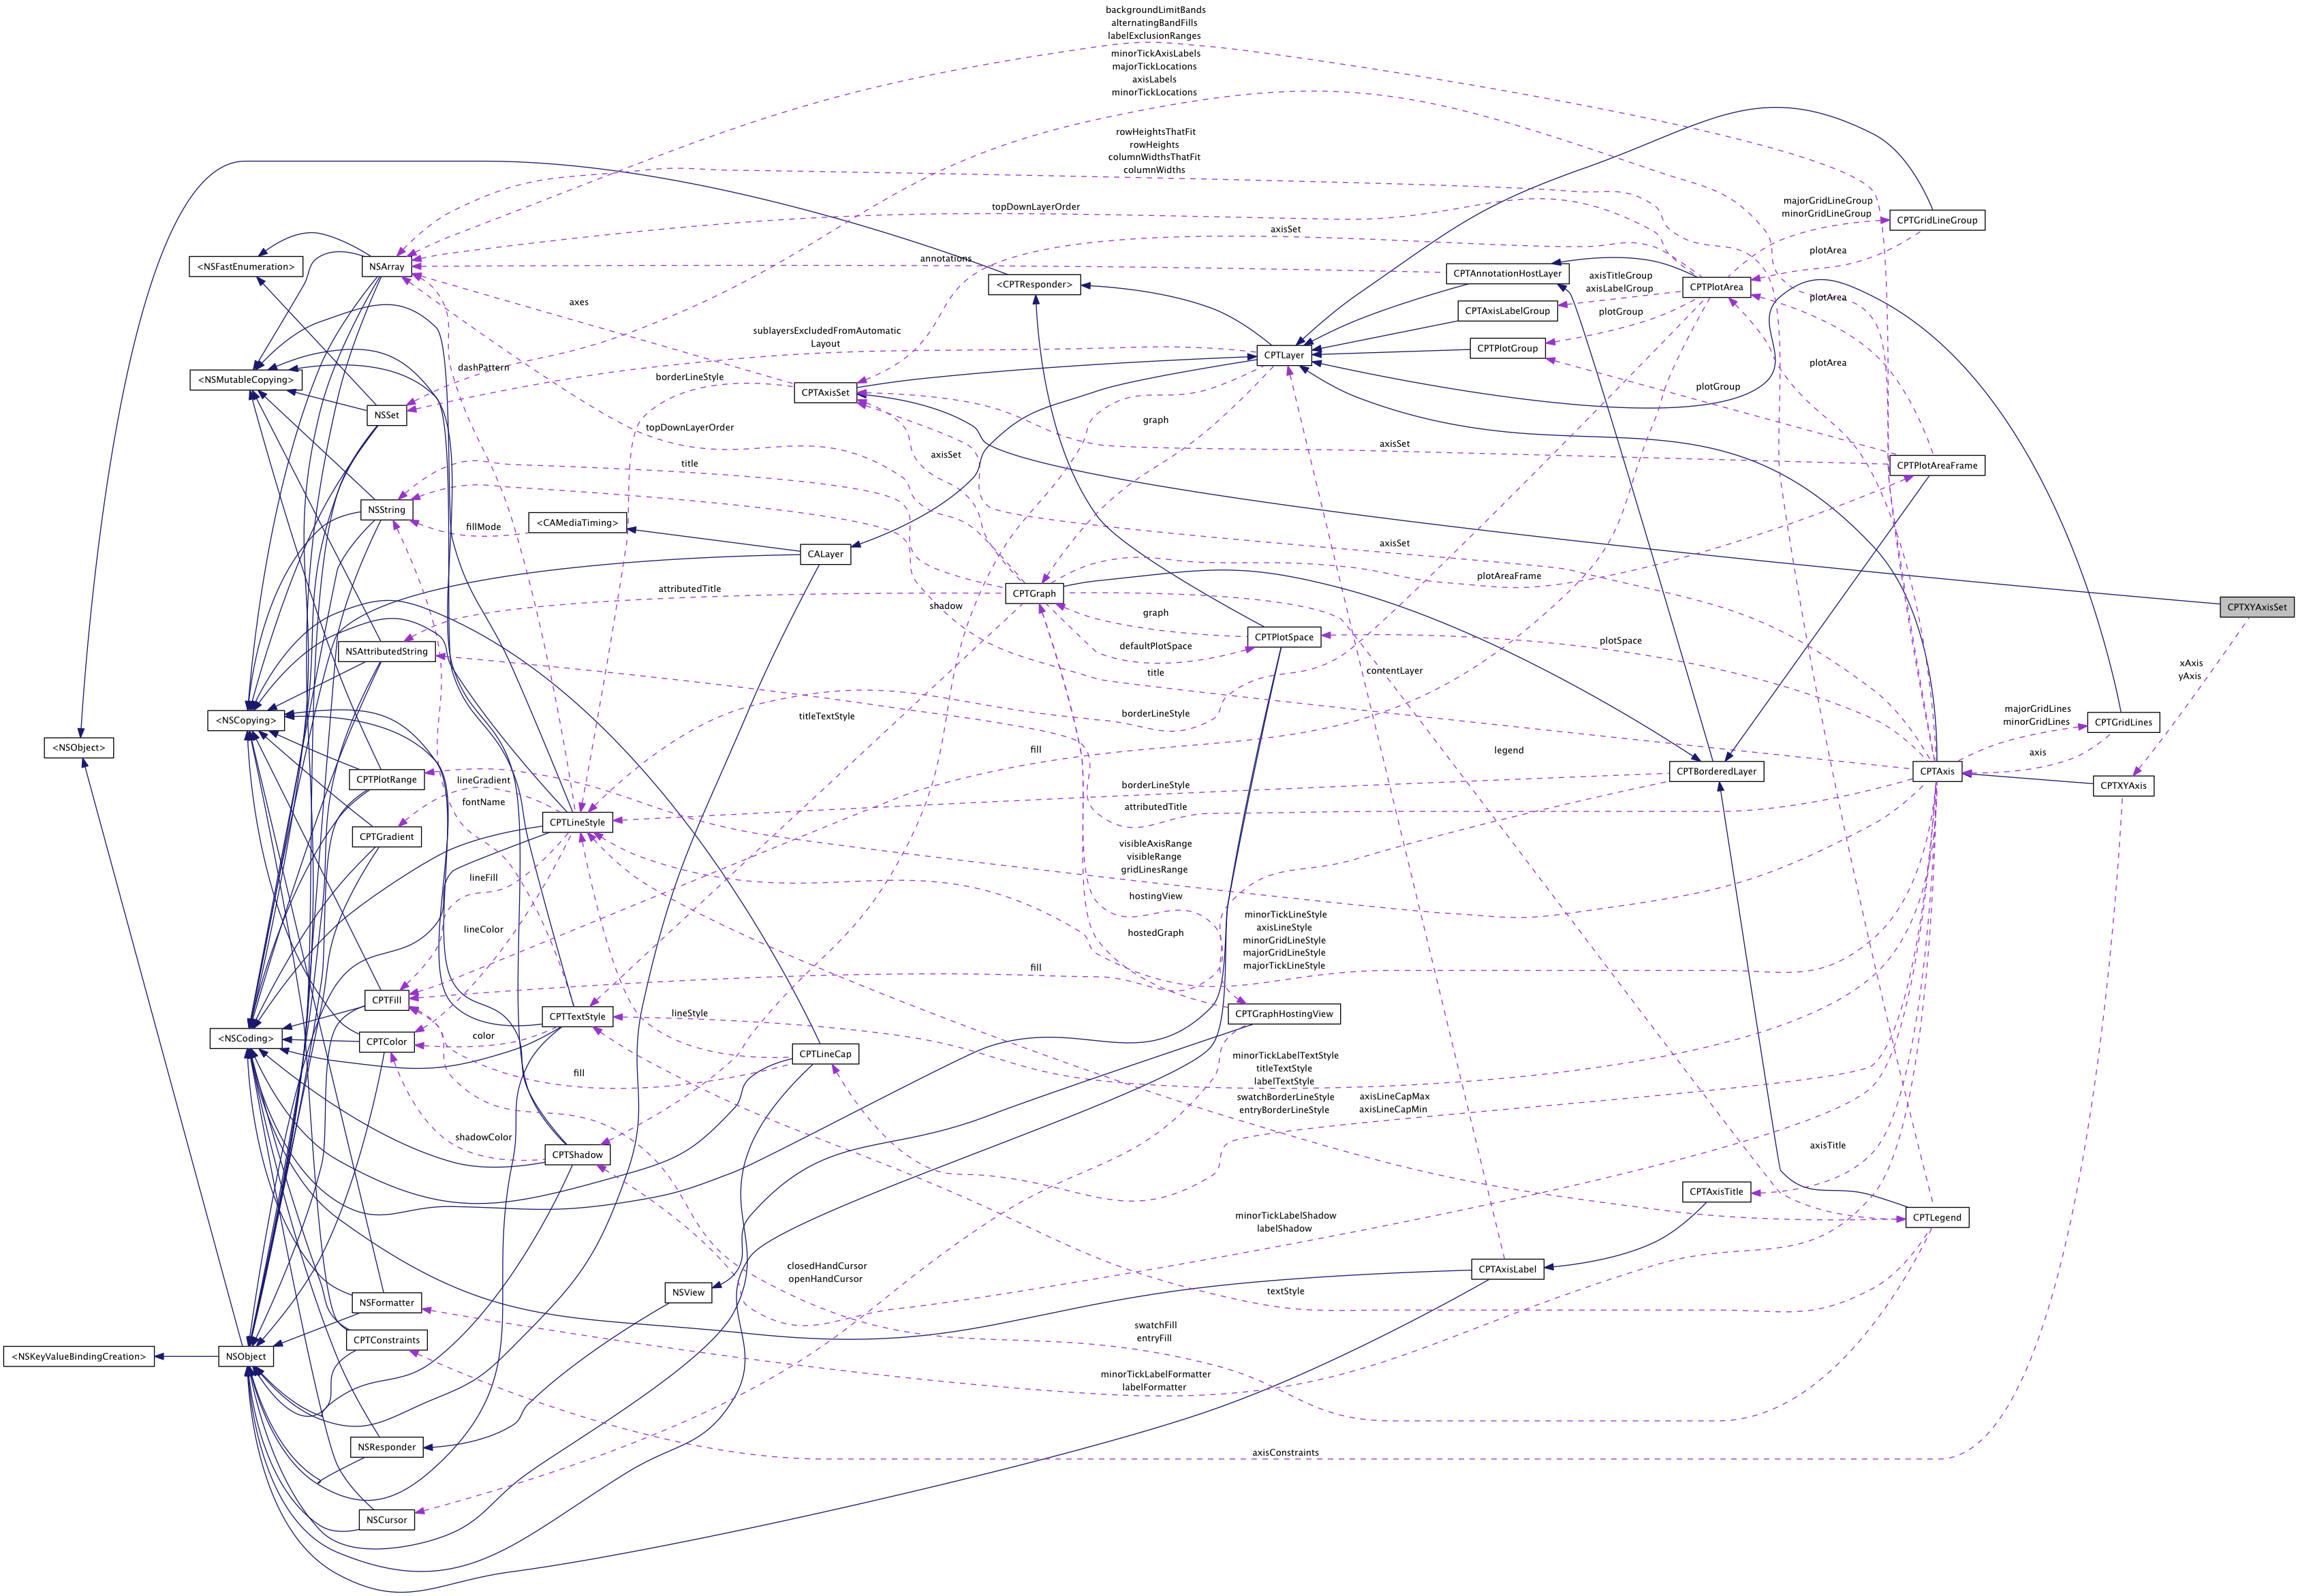 backgroundLimitBands
alternatingBandFills
labelExclusionRanges
minorTickAxisLabels
majorTickLocations
axisLabels
minorTickLocations
rowHeightsThatFit
rowHeights
columnWidthsThatFit
columnWidths
topDownLayerOrder
majorGridLineGroup
minorGridLineGroup
CPTGridLineGroup
axisSet
plotArea
<NSFastEnumeration>
NSArray
annotations
<CPTResponder>
CPTAnnotationHostLayer
axisTitleGroup
axisLabelGroup
CPTPlotArea
plotArea
axes
CPTAxisLabelGroup
plotGroup
sublayersExcludedFromAutomatic
Layout
CPTLayer
CPTPlotGroup
plotArea
dashPattern
<NSMutableCopying>
borderLineStyle
CPTAxisSet
plotGroup
NSSet
graph
topDownLayerOrder
axisSet
axisSet
title
CPTPlotAreaFrame
NSString
fillMode
<CAMediaTiming>
CALayer
axisSet
plotAreaFrame
attributedTitle
CPTGraph
shadow
graph
CPTXYAxisSet
NSAttributedString
CPTPlotSpace
defaultPlotSpace
plotSpace
contentLayer
title
xAxis
yAxis
<NSCopying>
titleTextStyle
borderLineStyle
majorGridLines
minorGridLines
CPTGridLines
<NSObject>
fill
legend
axis
CPTPlotRange
lineGradient
CPTBorderedLayer
CPTAxis
CPTXYAxis
borderLineStyle
fontName
attributedTitle
CPTGradient
CPTLineStyle
visibleAxisRange
visibleRange
gridLinesRange
lineFill
hostingView
lineColor
hostedGraph
minorTickLineStyle
axisLineStyle
minorGridLineStyle
majorGridLineStyle
majorTickLineStyle
fill
CPTFill
CPTTextStyle
lineStyle
CPTGraphHostingView
<NSCoding>
CPTColor
color
CPTLineCap
fill
minorTickLabelTextStyle
titleTextStyle
labelTextStyle
swatchBorderLineStyle
entryBorderLineStyle
axisLineCapMax
axisLineCapMin
shadowColor
CPTShadow
axisTitle
CPTAxisTitle
minorTickLabelShadow
labelShadow
CPTLegend
closedHandCursor
openHandCursor
CPTAxisLabel
NSView
textStyle
NSFormatter
swatchFill
entryFill
CPTConstraints
<NSKeyValueBindingCreation>
NSObject
minorTickLabelFormatter
labelFormatter
NSResponder
axisConstraints
NSCursor